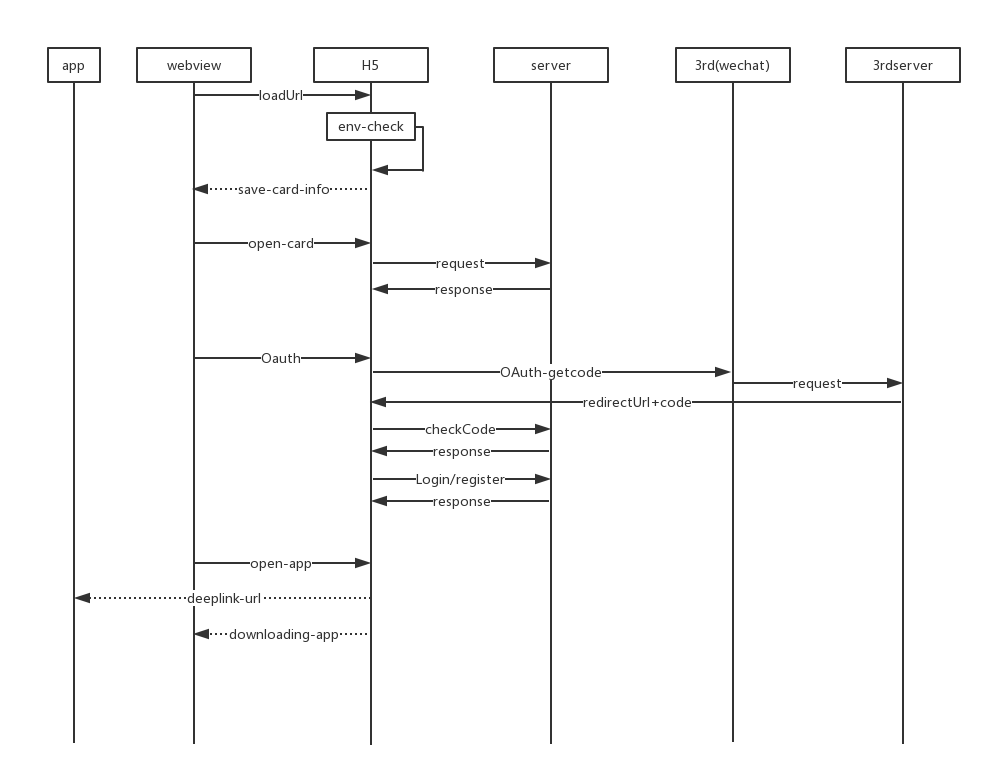 app
webview
H5
server
3rd(wechat)
3rdserver
loadUrl
env-check
save-card-info
open-card
request
response
Oauth
OAuth-getcode
request
redirectUrl+code
checkCode
response
Login/register
response
open-app
deeplink-url
downloading-app